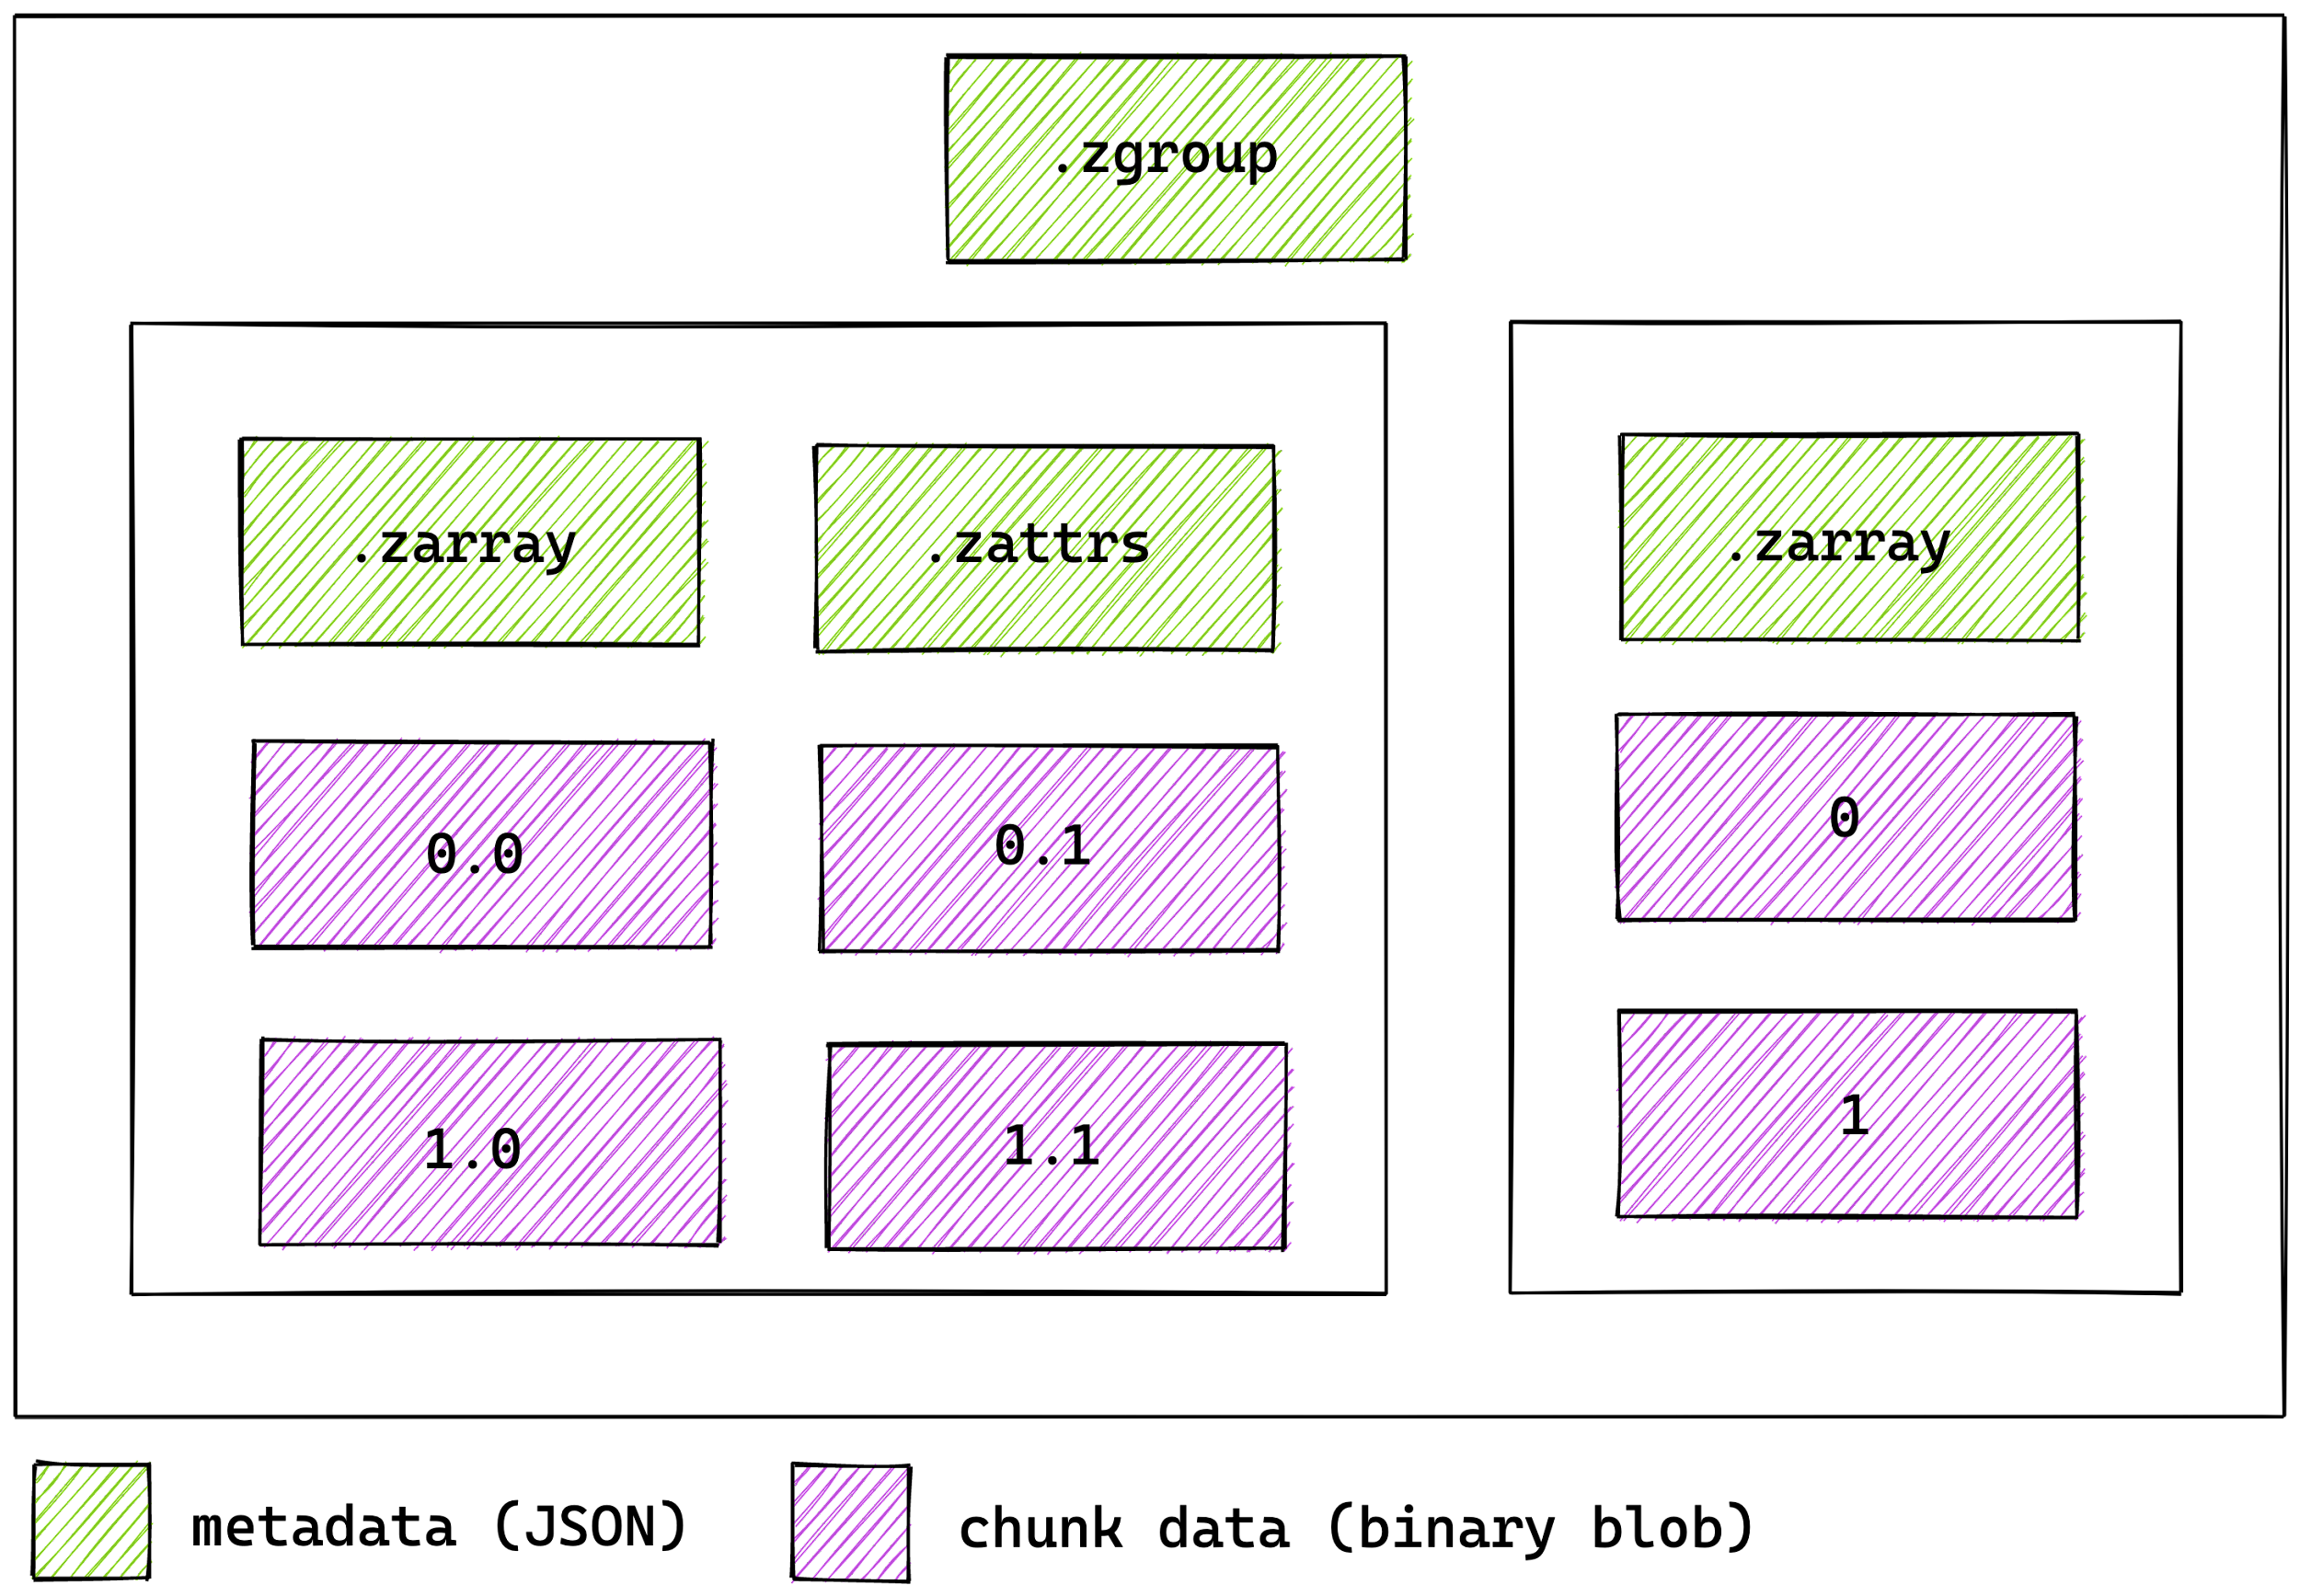 .zgroup
.zarray
.zattrs
0.0
0.1
1.0
1.1
.zarray
0
1
metadata (JSON)
chunk data (binary blob)